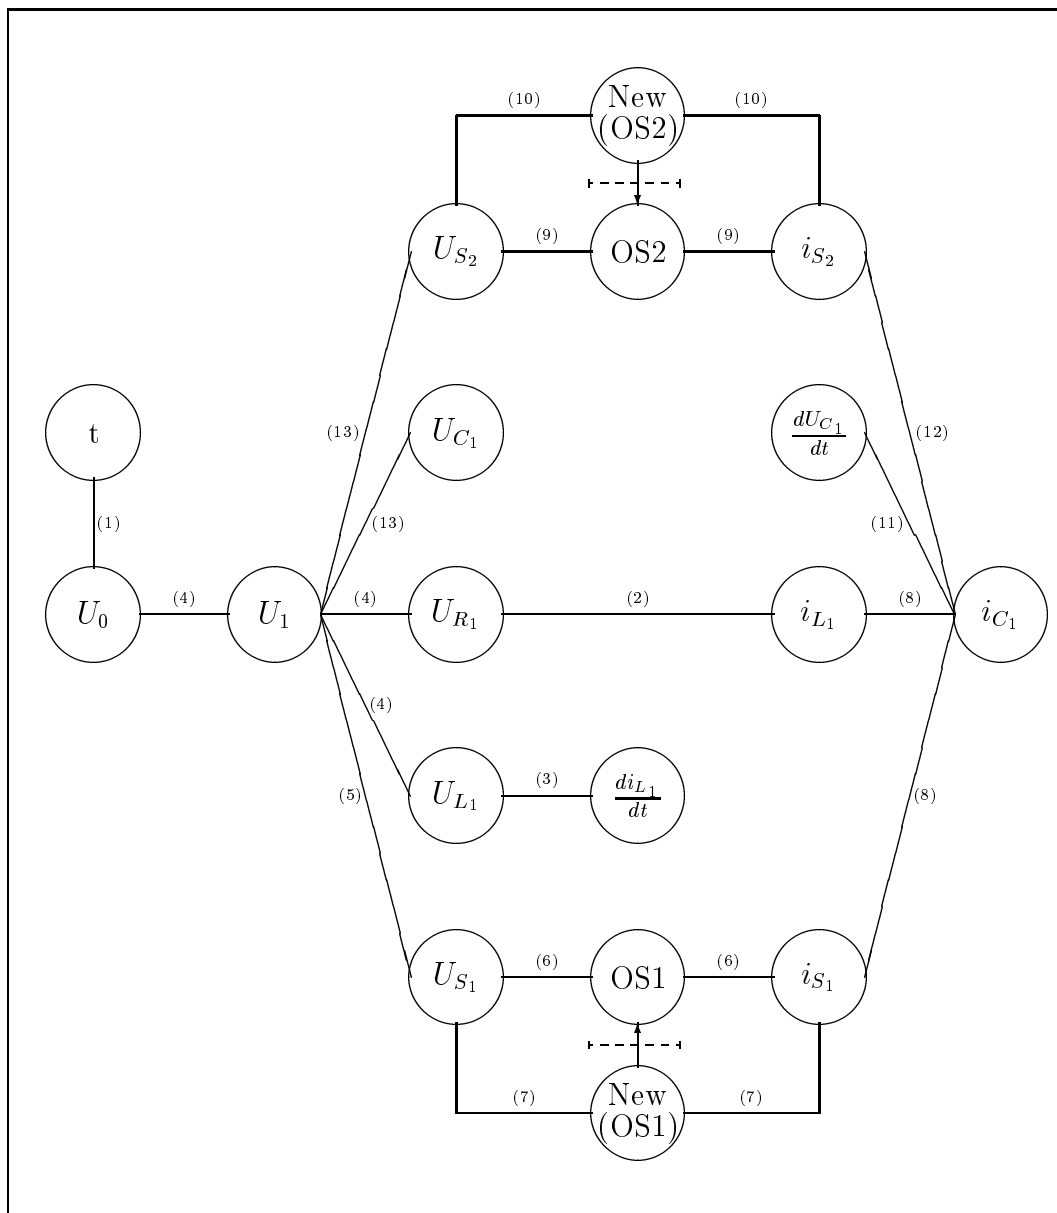 New
(10) (10)
(OS2)
U_{S_2} (9) OS2 (9) i_{S_2}
t (13) U_{C_1} \frac{dU_{C_1}}{dt} (12)
(1) (13) (11)
U_0 (4) U_1 (4) U_{R_1} (2) i_{L_1} (8) i_{C_1}
(4)
(5) U_{L_1} (3) \frac{di_{L_1}}{dt} (8)
U_{S_1} (6) OS1 (6) i_{S_1}
New
(7) (7)
(OS1)